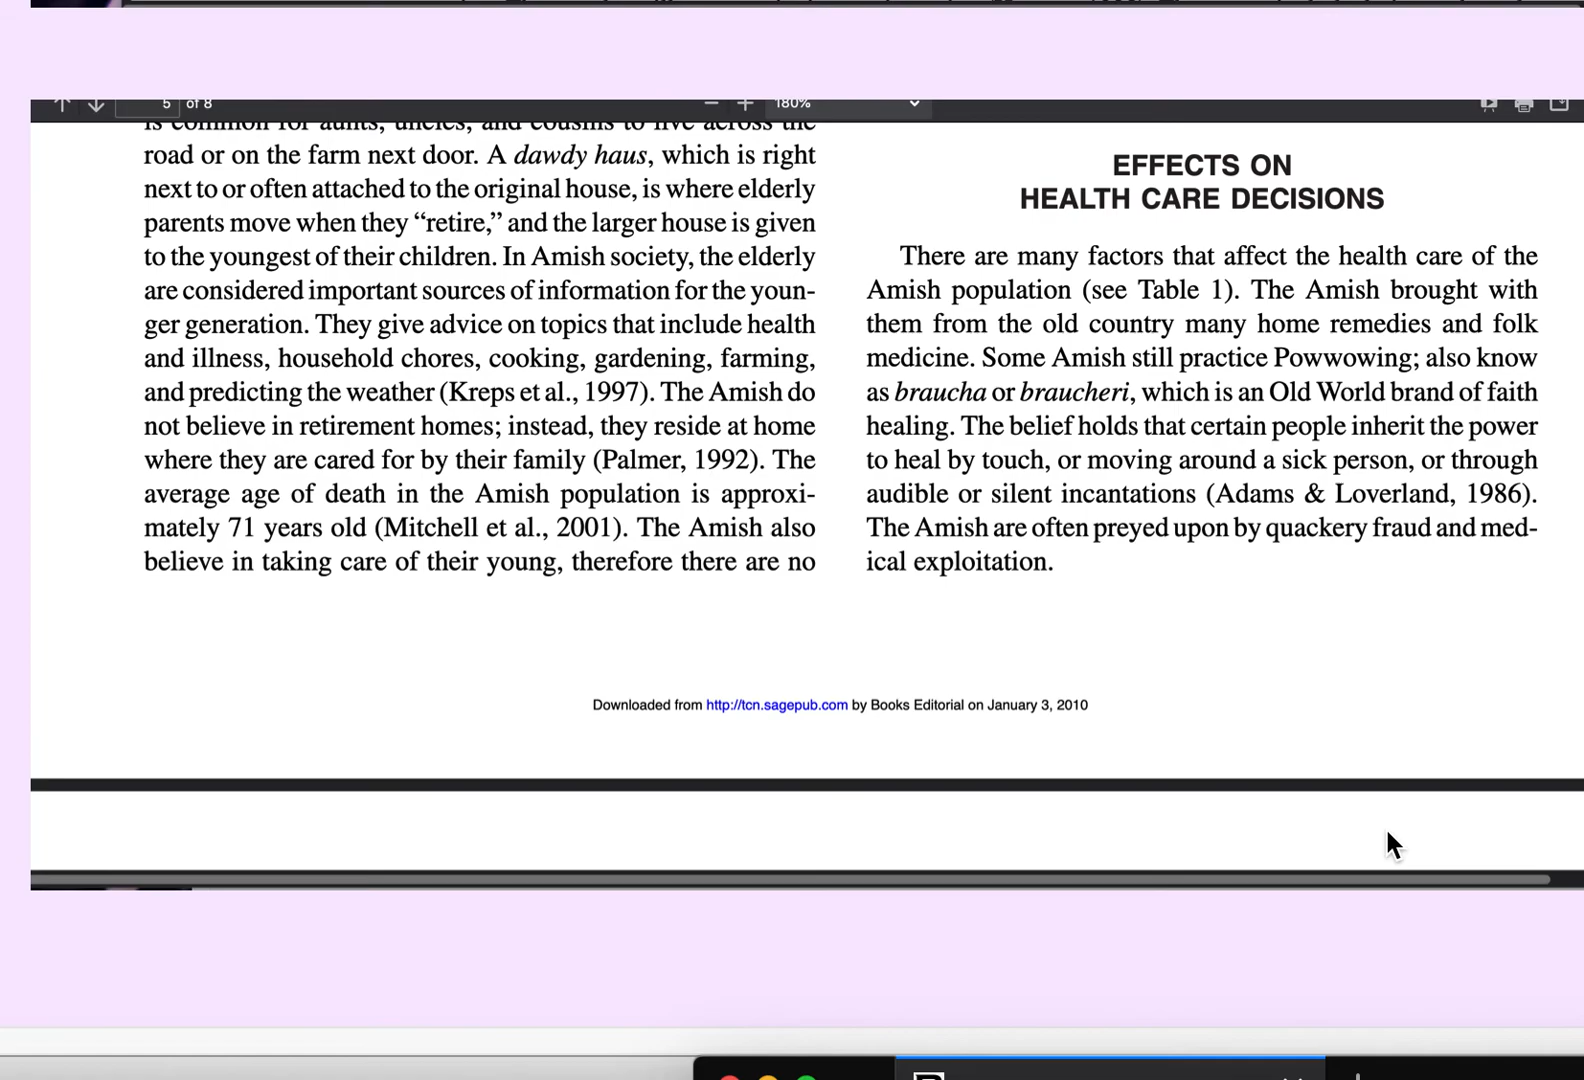 5 of 8
180%
is common for aunts, uncles, and cousins to live across the
road or on the farm next door. A dawdy haus, which is right
next to or often attached to the original house, is where elderly
parents move when they “retire,” and the larger house is given
to the youngest of their children. In Amish society, the elderly
are considered important sources of information for the youn-
ger generation. They give advice on topics that include health
and illness, household chores, cooking, gardening, farming,
and predicting the weather (Kreps et al., 1997). The Amish do
not believe in retirement homes; instead, they reside at home
where they are cared for by their family (Palmer, 1992). The
average age of death in the Amish population is approxi-
mately 71 years old (Mitchell et al., 2001). The Amish also
believe in taking care of their young, therefore there are no
EFFECTS ON
HEALTH CARE DECISIONS
There are many factors that affect the health care of the
Amish population (see Table 1). The Amish brought with
them from the old country many home remedies and folk
medicine. Some Amish still practice Powwowing; also know
as braucha or braucheri, which is an Old World brand of faith
healing. The belief holds that certain people inherit the power
to heal by touch, or moving around a sick person, or through
audible or silent incantations (Adams & Loverland, 1986).
The Amish are often preyed upon by quackery fraud and med-
ical exploitation.
Downloaded from http://tcn.sagepub.com by Books Editorial on January 3, 2010